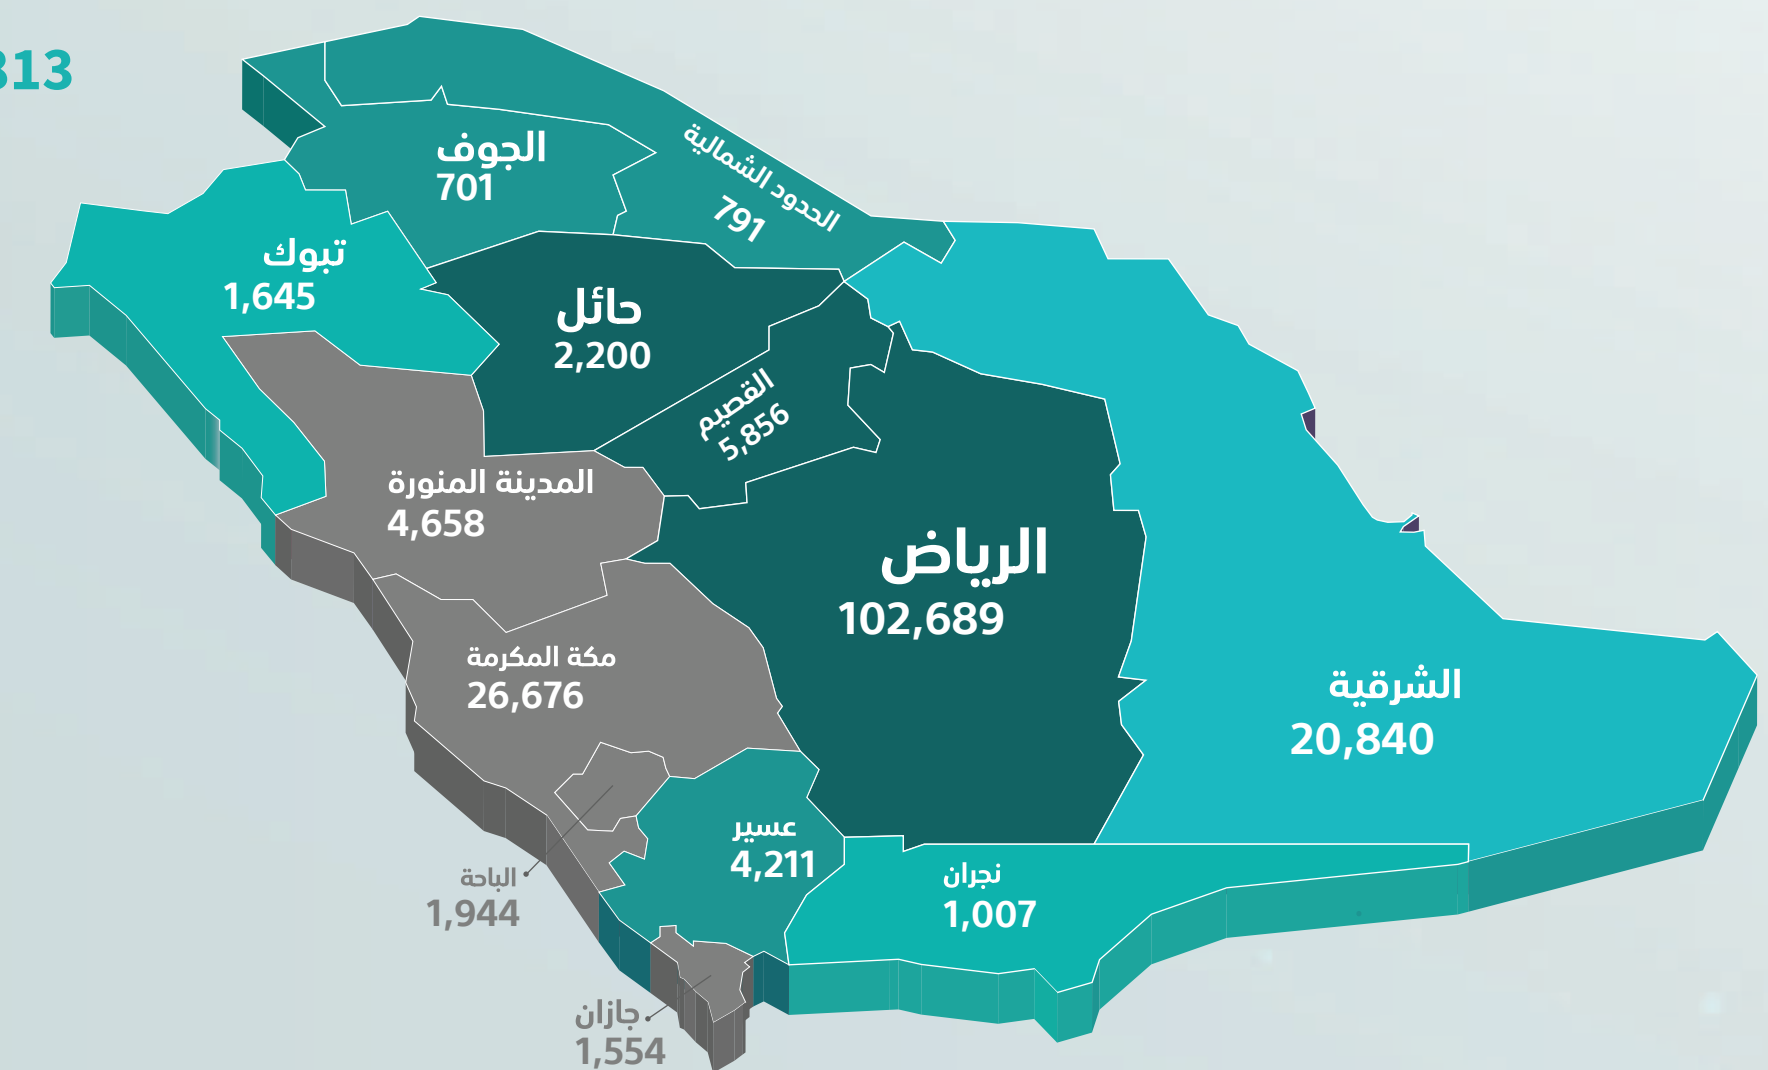 الجوف
701
الحدود الشمالية
791
تبوك
1,645
حائل
2,200
القصيم
5,856
المدينة المنورة
4,658
الرياض
102,689
مكة المكرمة
26,676
الشرقية
20,840
عسير
4,211
نجران
1,007
الباحة
1,944
جازان
1,554